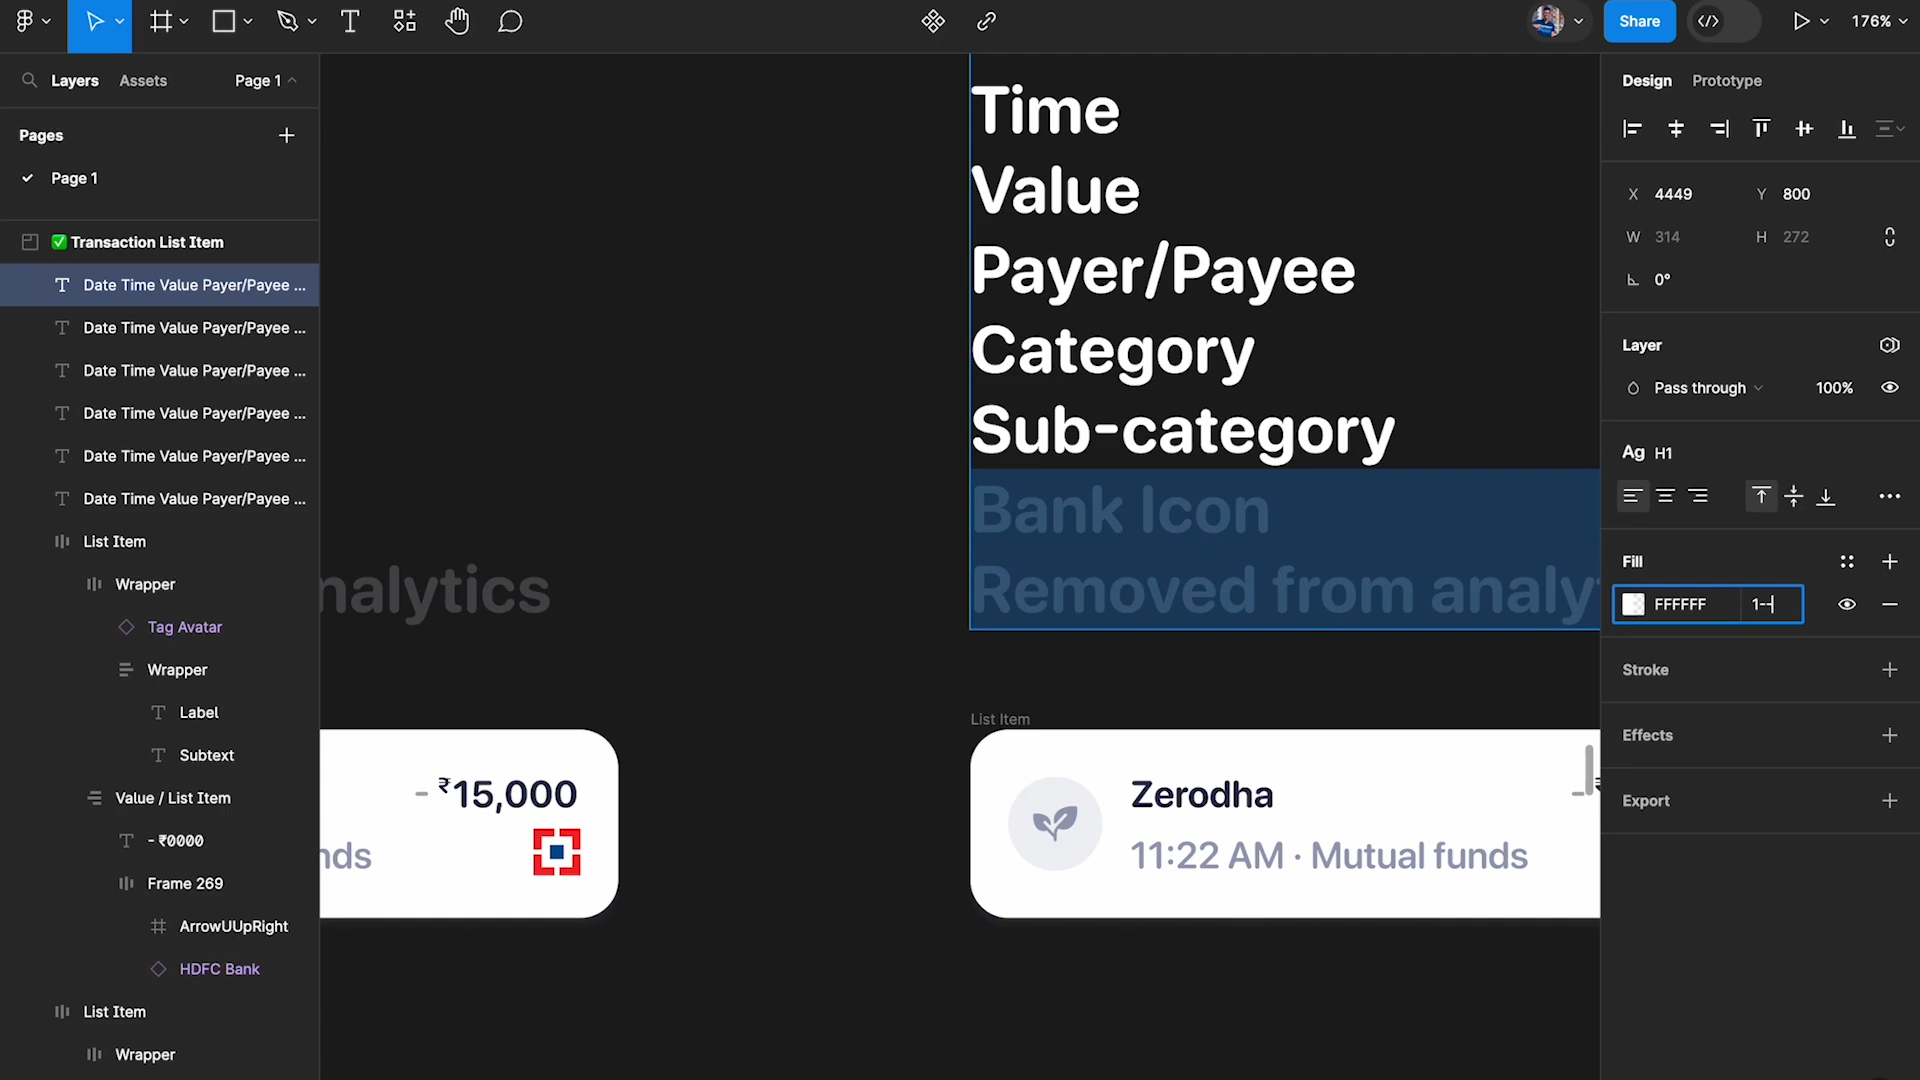 Share
176%
Layers
Assets
Page 1
Pages
Page 1
Transaction List Item
Date Time Value Payer/Payee ...
Date Time Value Payer/Payee ...
Date Time Value Payer/Payee ...
Date Time Value Payer/Payee ...
Date Time Value Payer/Payee ...
Date Time Value Payer/Payee ...
List Item
Wrapper
Tag Avatar
Wrapper
Label
Subtext
Value / List Item
- ₹0000
Frame 269
ArrowUUpRight
HDFC Bank
List Item
Wrapper
nalytics
- ₹15,000
nds
Time
Value
Payer/Payee
Category
Sub-category
Bank Icon
Removed from analy
List Item
Zerodha
11:22 AM · Mutual funds
Design
Prototype
X 4449
Y 800
W 314
H 272
0°
Layer
Pass through
100%
Ag H1
Fill
FFFFFF
1--
Stroke
Effects
Export